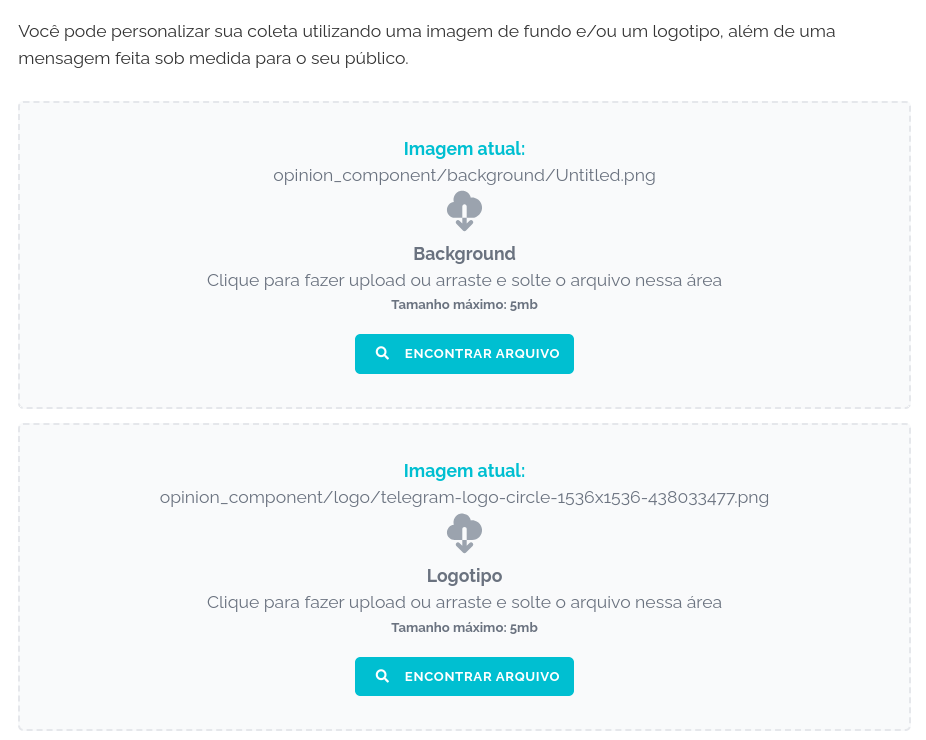 Você pode personalizar sua coleta utilizando uma imagem de fundo e/ou um logotipo, além de uma
mensagem feita sob medida para o seu público.
Imagem atual:
opinion_component/background/Untitled.png
Background
Clique para fazer upload ou arraste e solte o arquivo nessa área
Tamanho máximo: 5mb
ENCONTRAR ARQUIVO
Imagem atual:
opinion_component/logo/telegram-logo-circle-1536x1536-438033477.png
Logotipo
Clique para fazer upload ou arraste e solte o arquivo nessa área
Tamanho máximo: 5mb
ENCONTRAR ARQUIVO